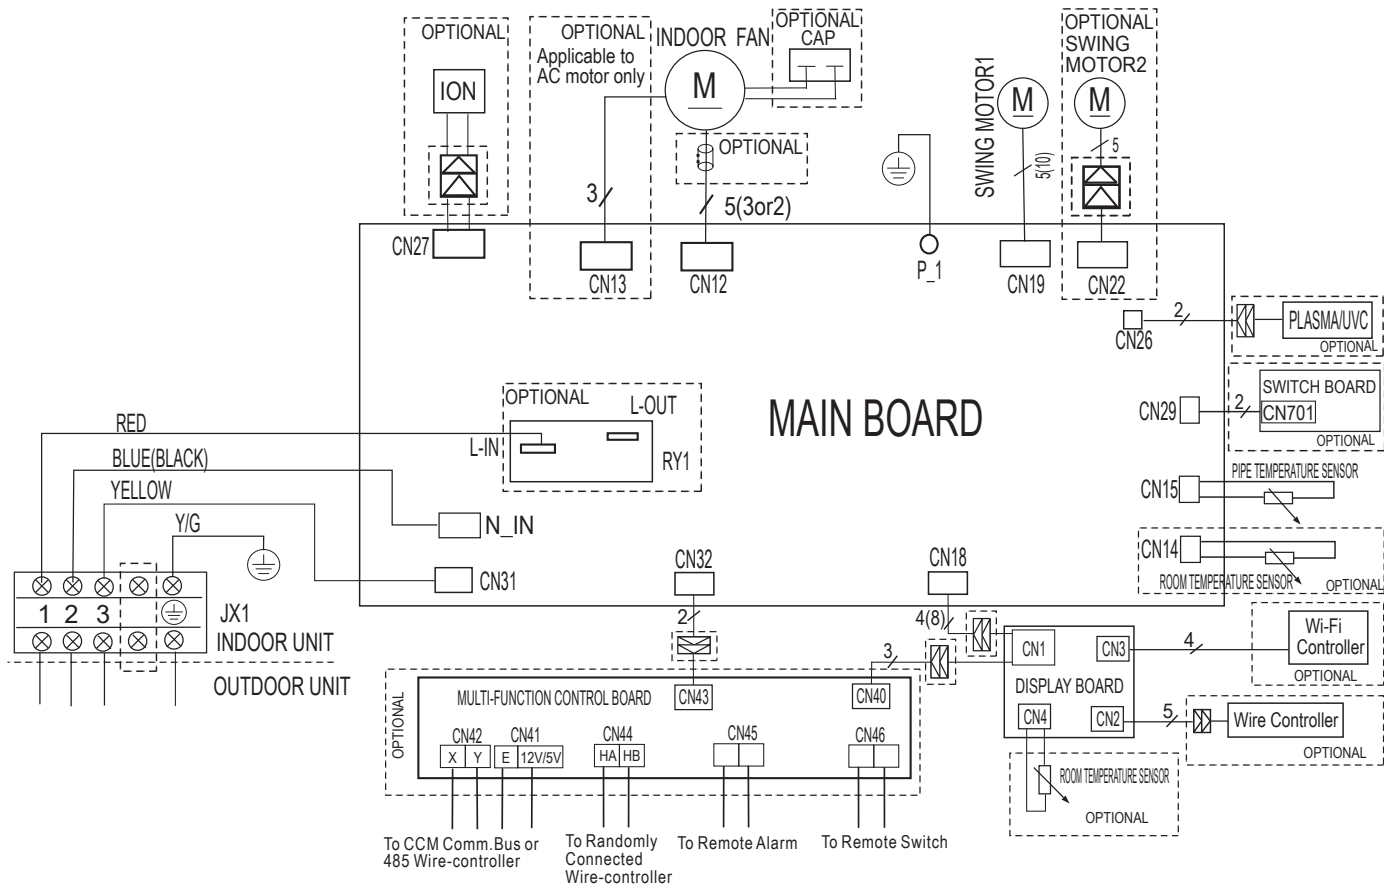 OPTIONAL
ION
CN27
OPTIONAL
Applicable to
AC motor only
3
CN13
INDOOR FAN
M
OPTIONAL
CAP
OPTIONAL
5(3or2)
CN12
P_1
SWING MOTOR1
M
5(10)
CN19
OPTIONAL
SWING
MOTOR2
M
5
CN22
CN26
2
PLASMA/UVC
OPTIONAL
CN29
2
SWITCH BOARD
CN701
OPTIONAL
CN15
PIPE TEMPERATURE SENSOR
CN14
ROOM TEMPERATURE SENSOR
OPTIONAL
MAIN BOARD
OPTIONAL
L-OUT
L-IN
RY1
RED
BLUE(BLACK)
YELLOW
Y/G
N_IN
CN31
1 2 3
JX1
INDOOR UNIT
OUTDOOR UNIT
CN32
2
CN18
4(8)
3
CN1
CN3
DISPLAY BOARD
CN4
CN2
4
Wi-Fi
Controller
OPTIONAL
5
Wire Controller
OPTIONAL
ROOM TEMPERATURE SENSOR
OPTIONAL
OPTIONAL
MULTI-FUNCTION CONTROL BOARD
CN43
CN40
CN42
X Y
CN41
E 12V/5V
CN44
HA HB
CN45
CN46
To CCM Comm.Bus or
485 Wire-controller
To Randomly
Connected
Wire-controller
To Remote Alarm
To Remote Switch